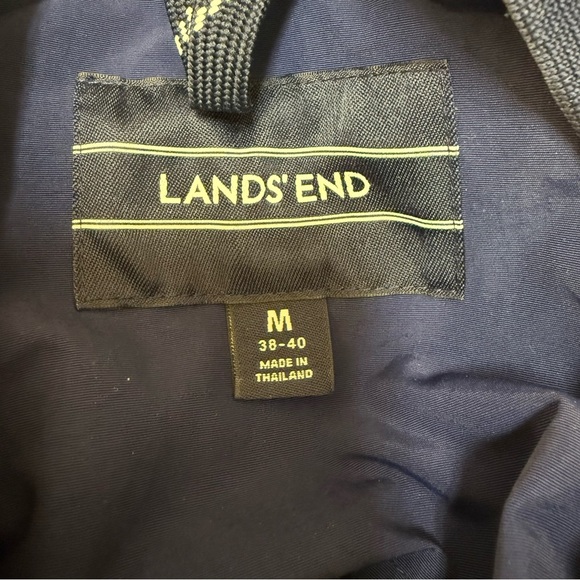 LANDS' END
M
38-40
MADE IN
THAILAND